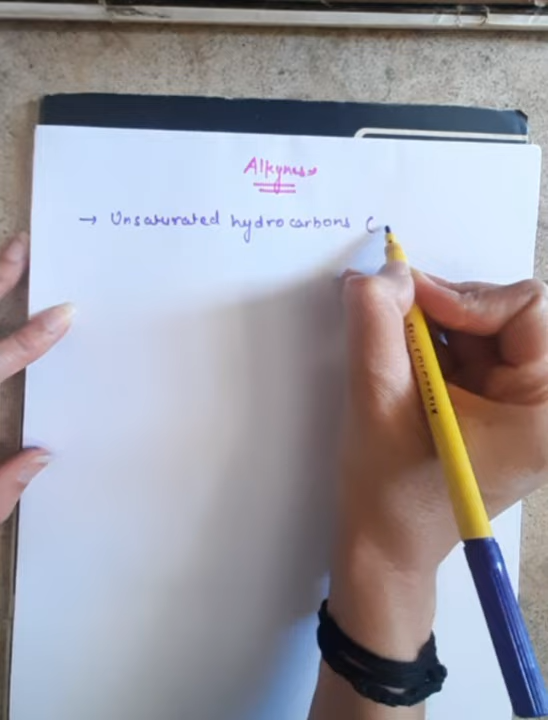 Alkynes
→ Unsaturated hydrocarbons (